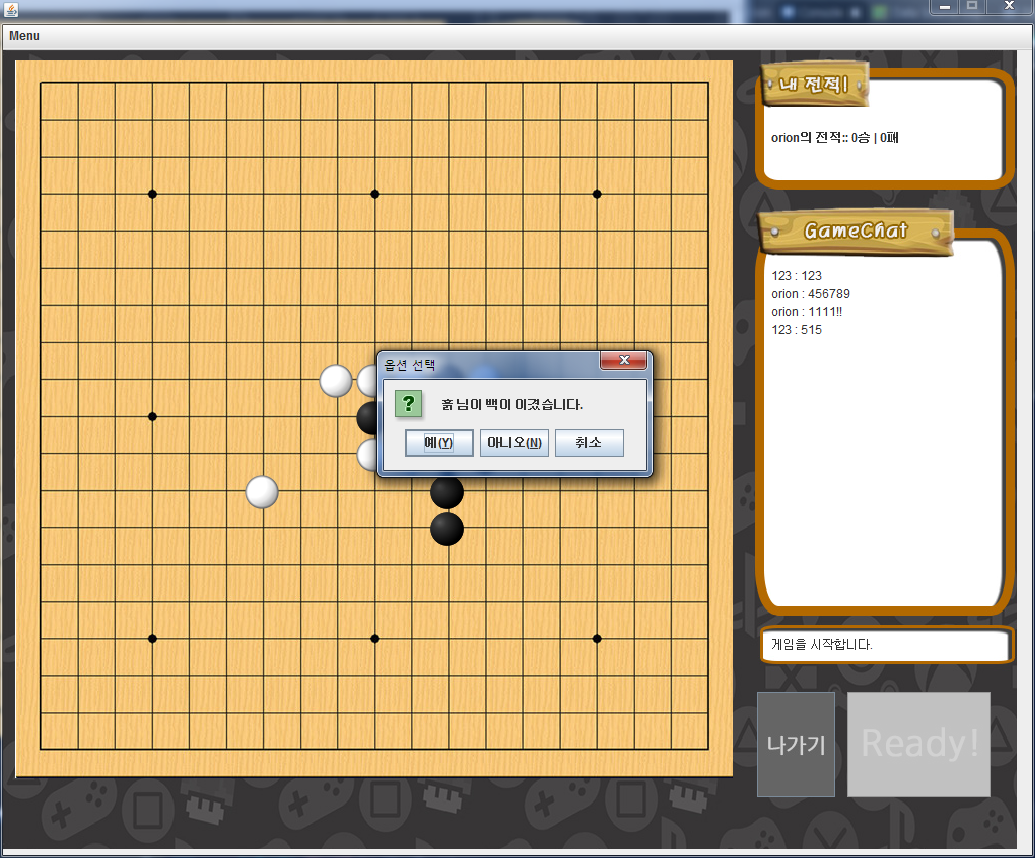 Menu
내 전적!
orion의 전적:: 0승 | 0패
GameChat
123 : 123
orion : 456789
orion : 1111!!
123 : 515
옵션 선택
?
흙 님이 백이 이겼습니다.
예(Y)
아니오(N)
취소
게임을 시작합니다.
나가기
Ready!